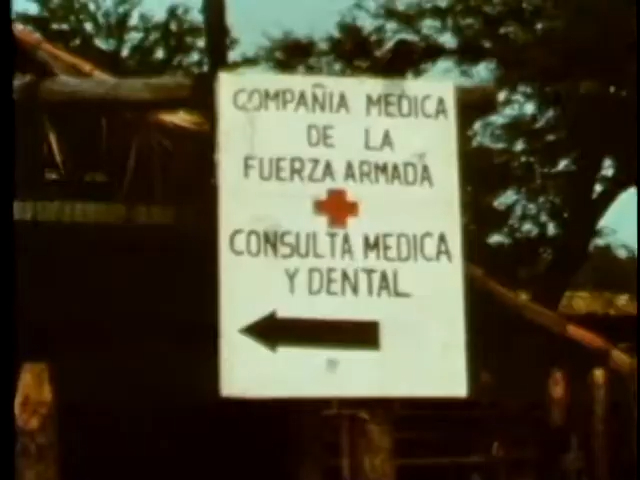 COMPAÑIA MEDICA
DE LA
FUERZA ARMADA
CONSULTA MEDICA
Y DENTAL